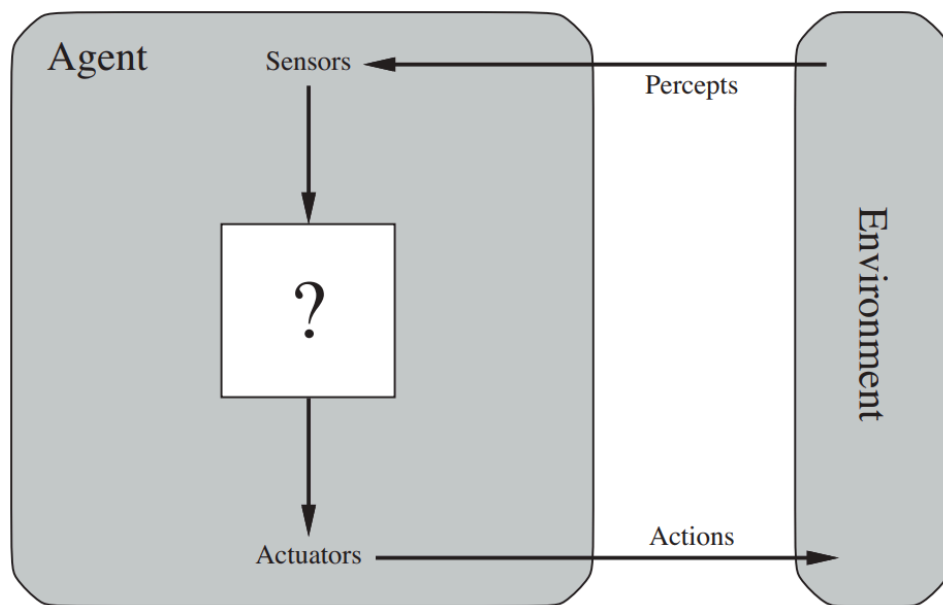 Agent
Sensors
Percepts
?
Environment
Actions
Actuators